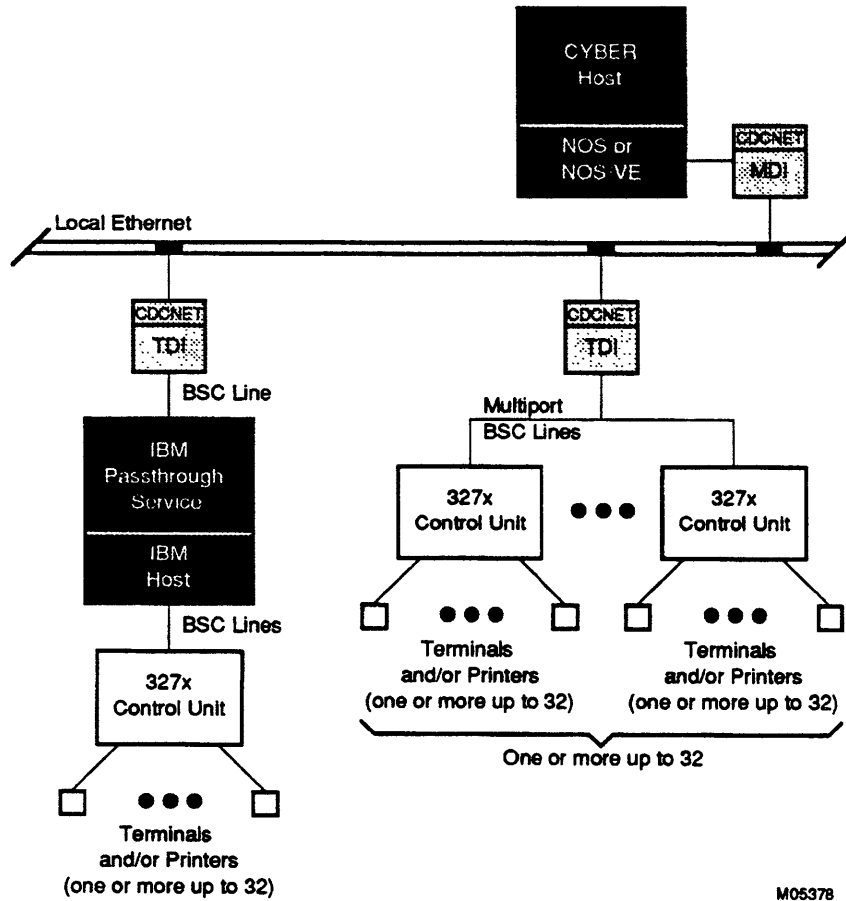 CYBER
Host
NOS or
NOS/VE
CDCNET
MDI
Local Ethernet
CDCNET
TDI
BSC Line
IBM
Passthrough
Service
IBM
Host
BSC Lines
327x
Control Unit
Terminals
and/or Printers
(one or more up to 32)
CDCNET
TDI
Multiport
BSC Lines
327x
Control Unit
327x
Control Unit
Terminals
and/or Printers
(one or more up to 32)
Terminals
and/or Printers
(one or more up to 32)
One or more up to 32
M05378